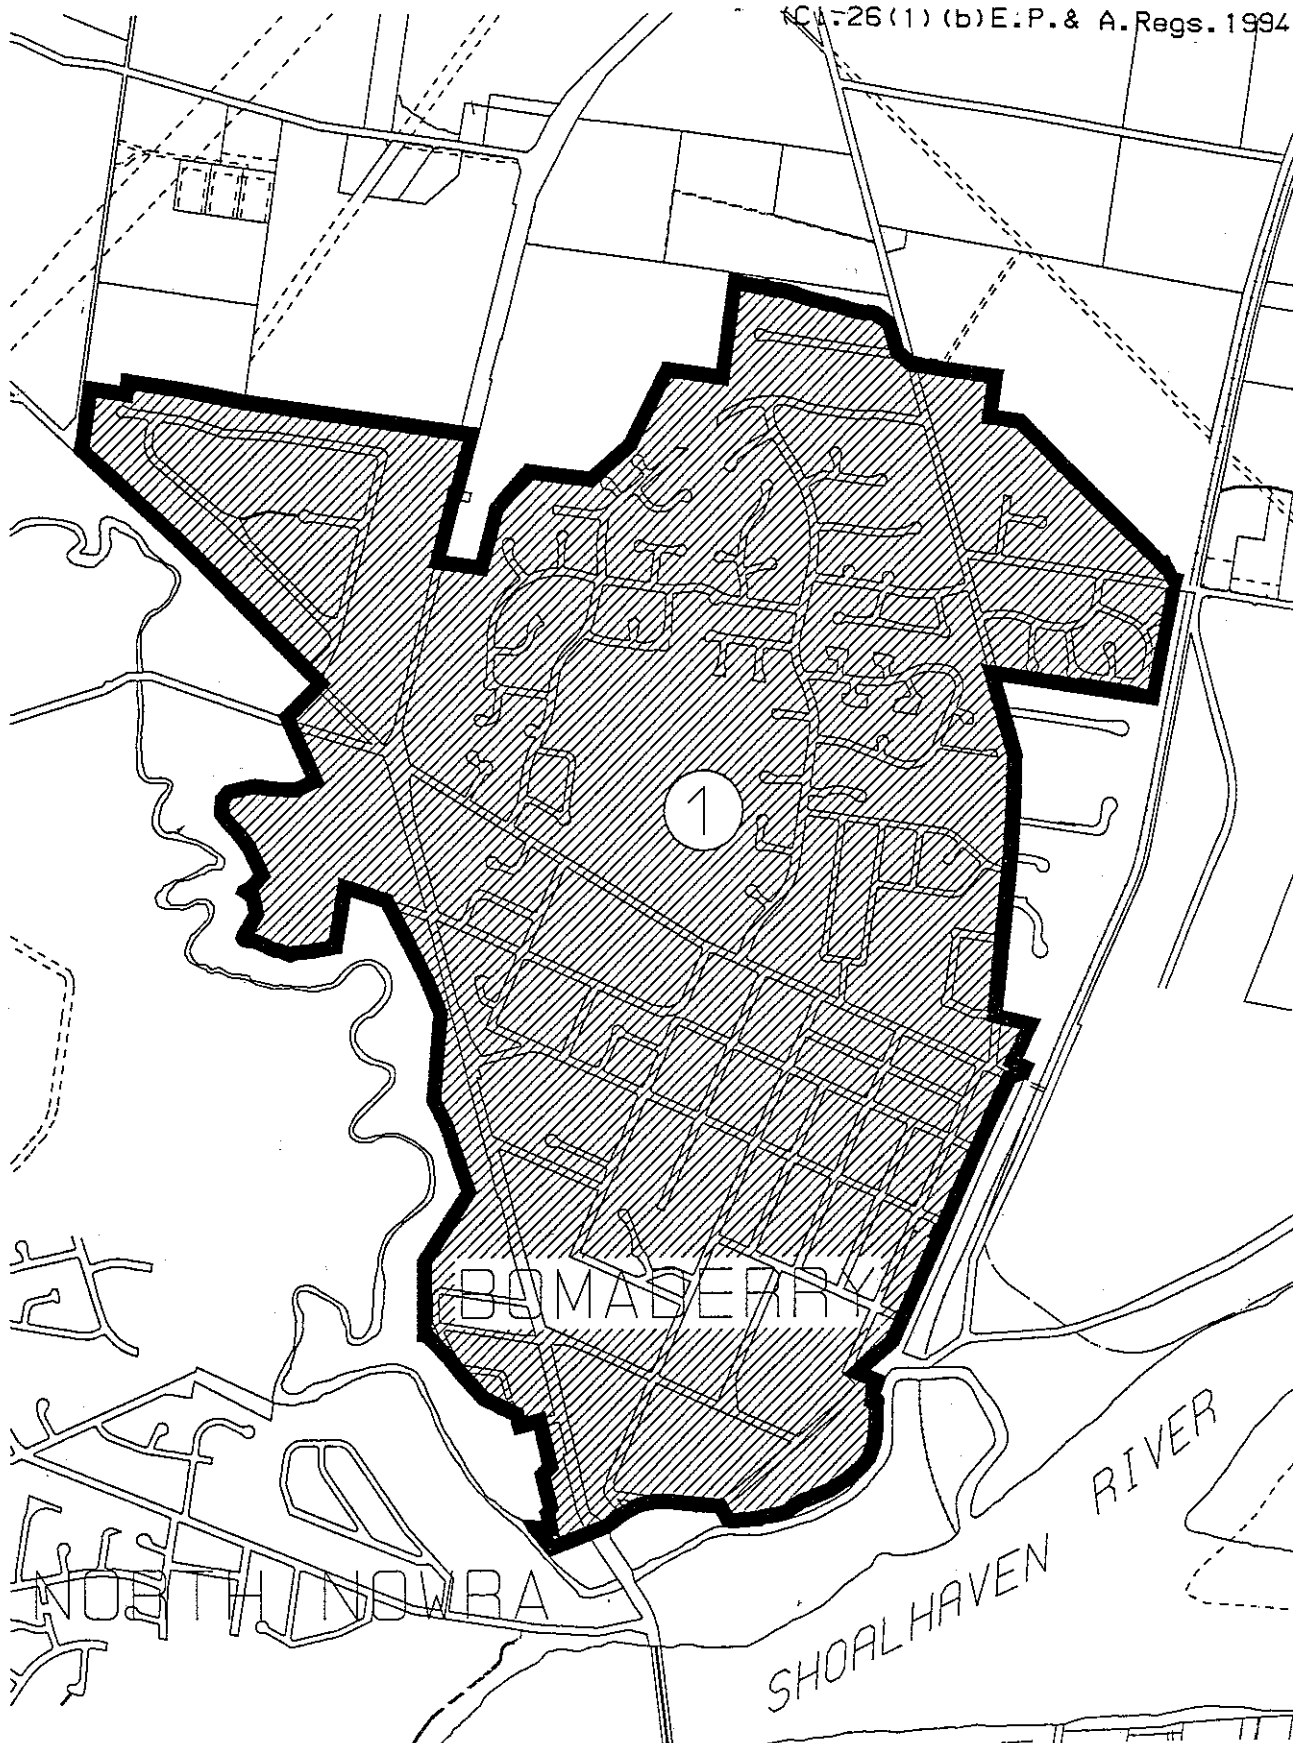 (Cl.26(1)(b)E.P.& A.Regs.1994
1
BOMADERRY
RIVER
SHOALHAVEN
NORTH NOWRA